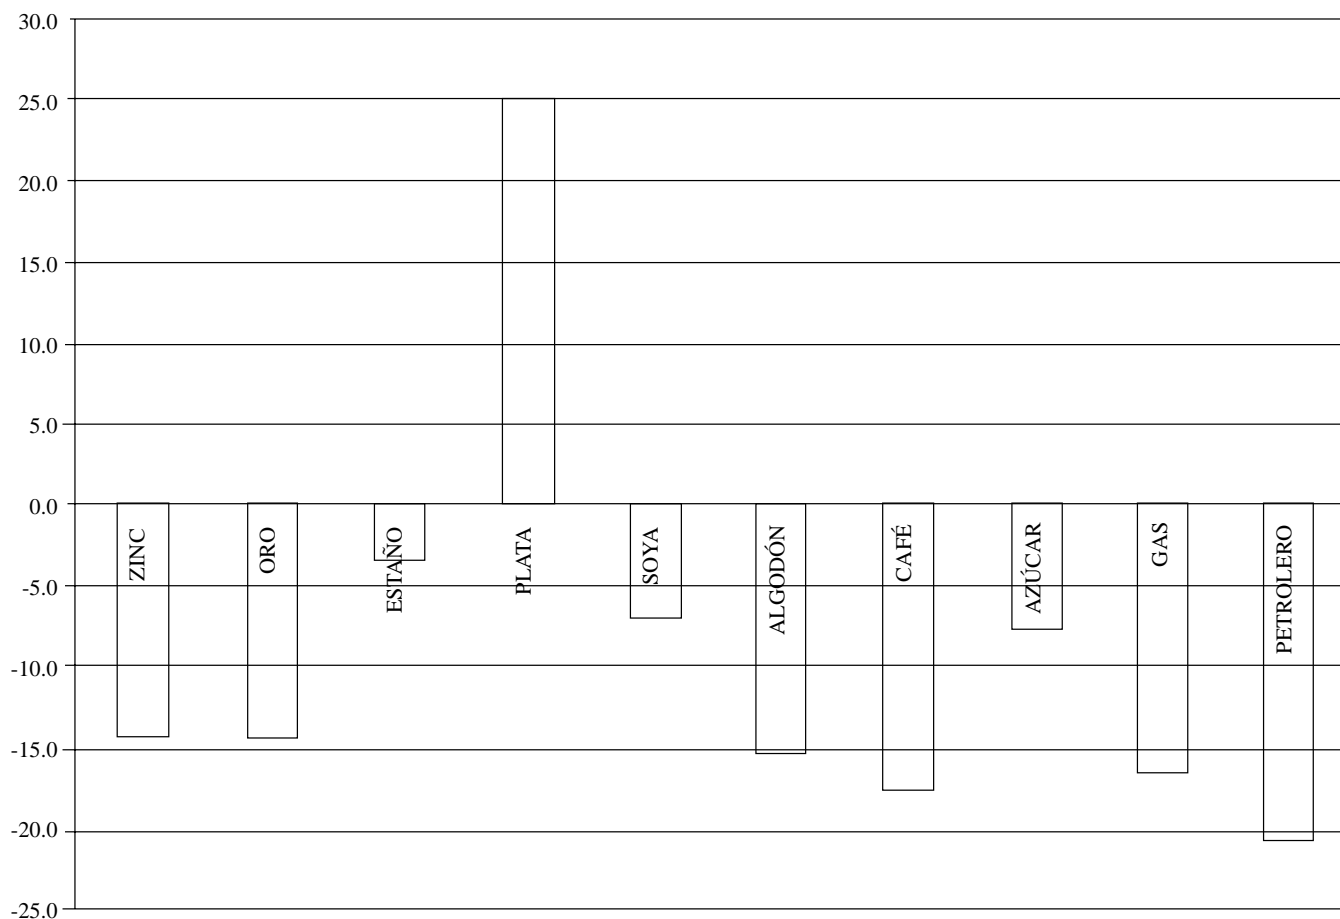 30.0
25.0
20.0
15.0
10.0
5.0
0.0
-5.0
-10.0
-15.0
-20.0
-25.0
ZINC
ORO
ESTAÑO
PLATA
SOYA
ALGODÓN
CAFÉ
AZÚCAR
GAS
PETROLERO